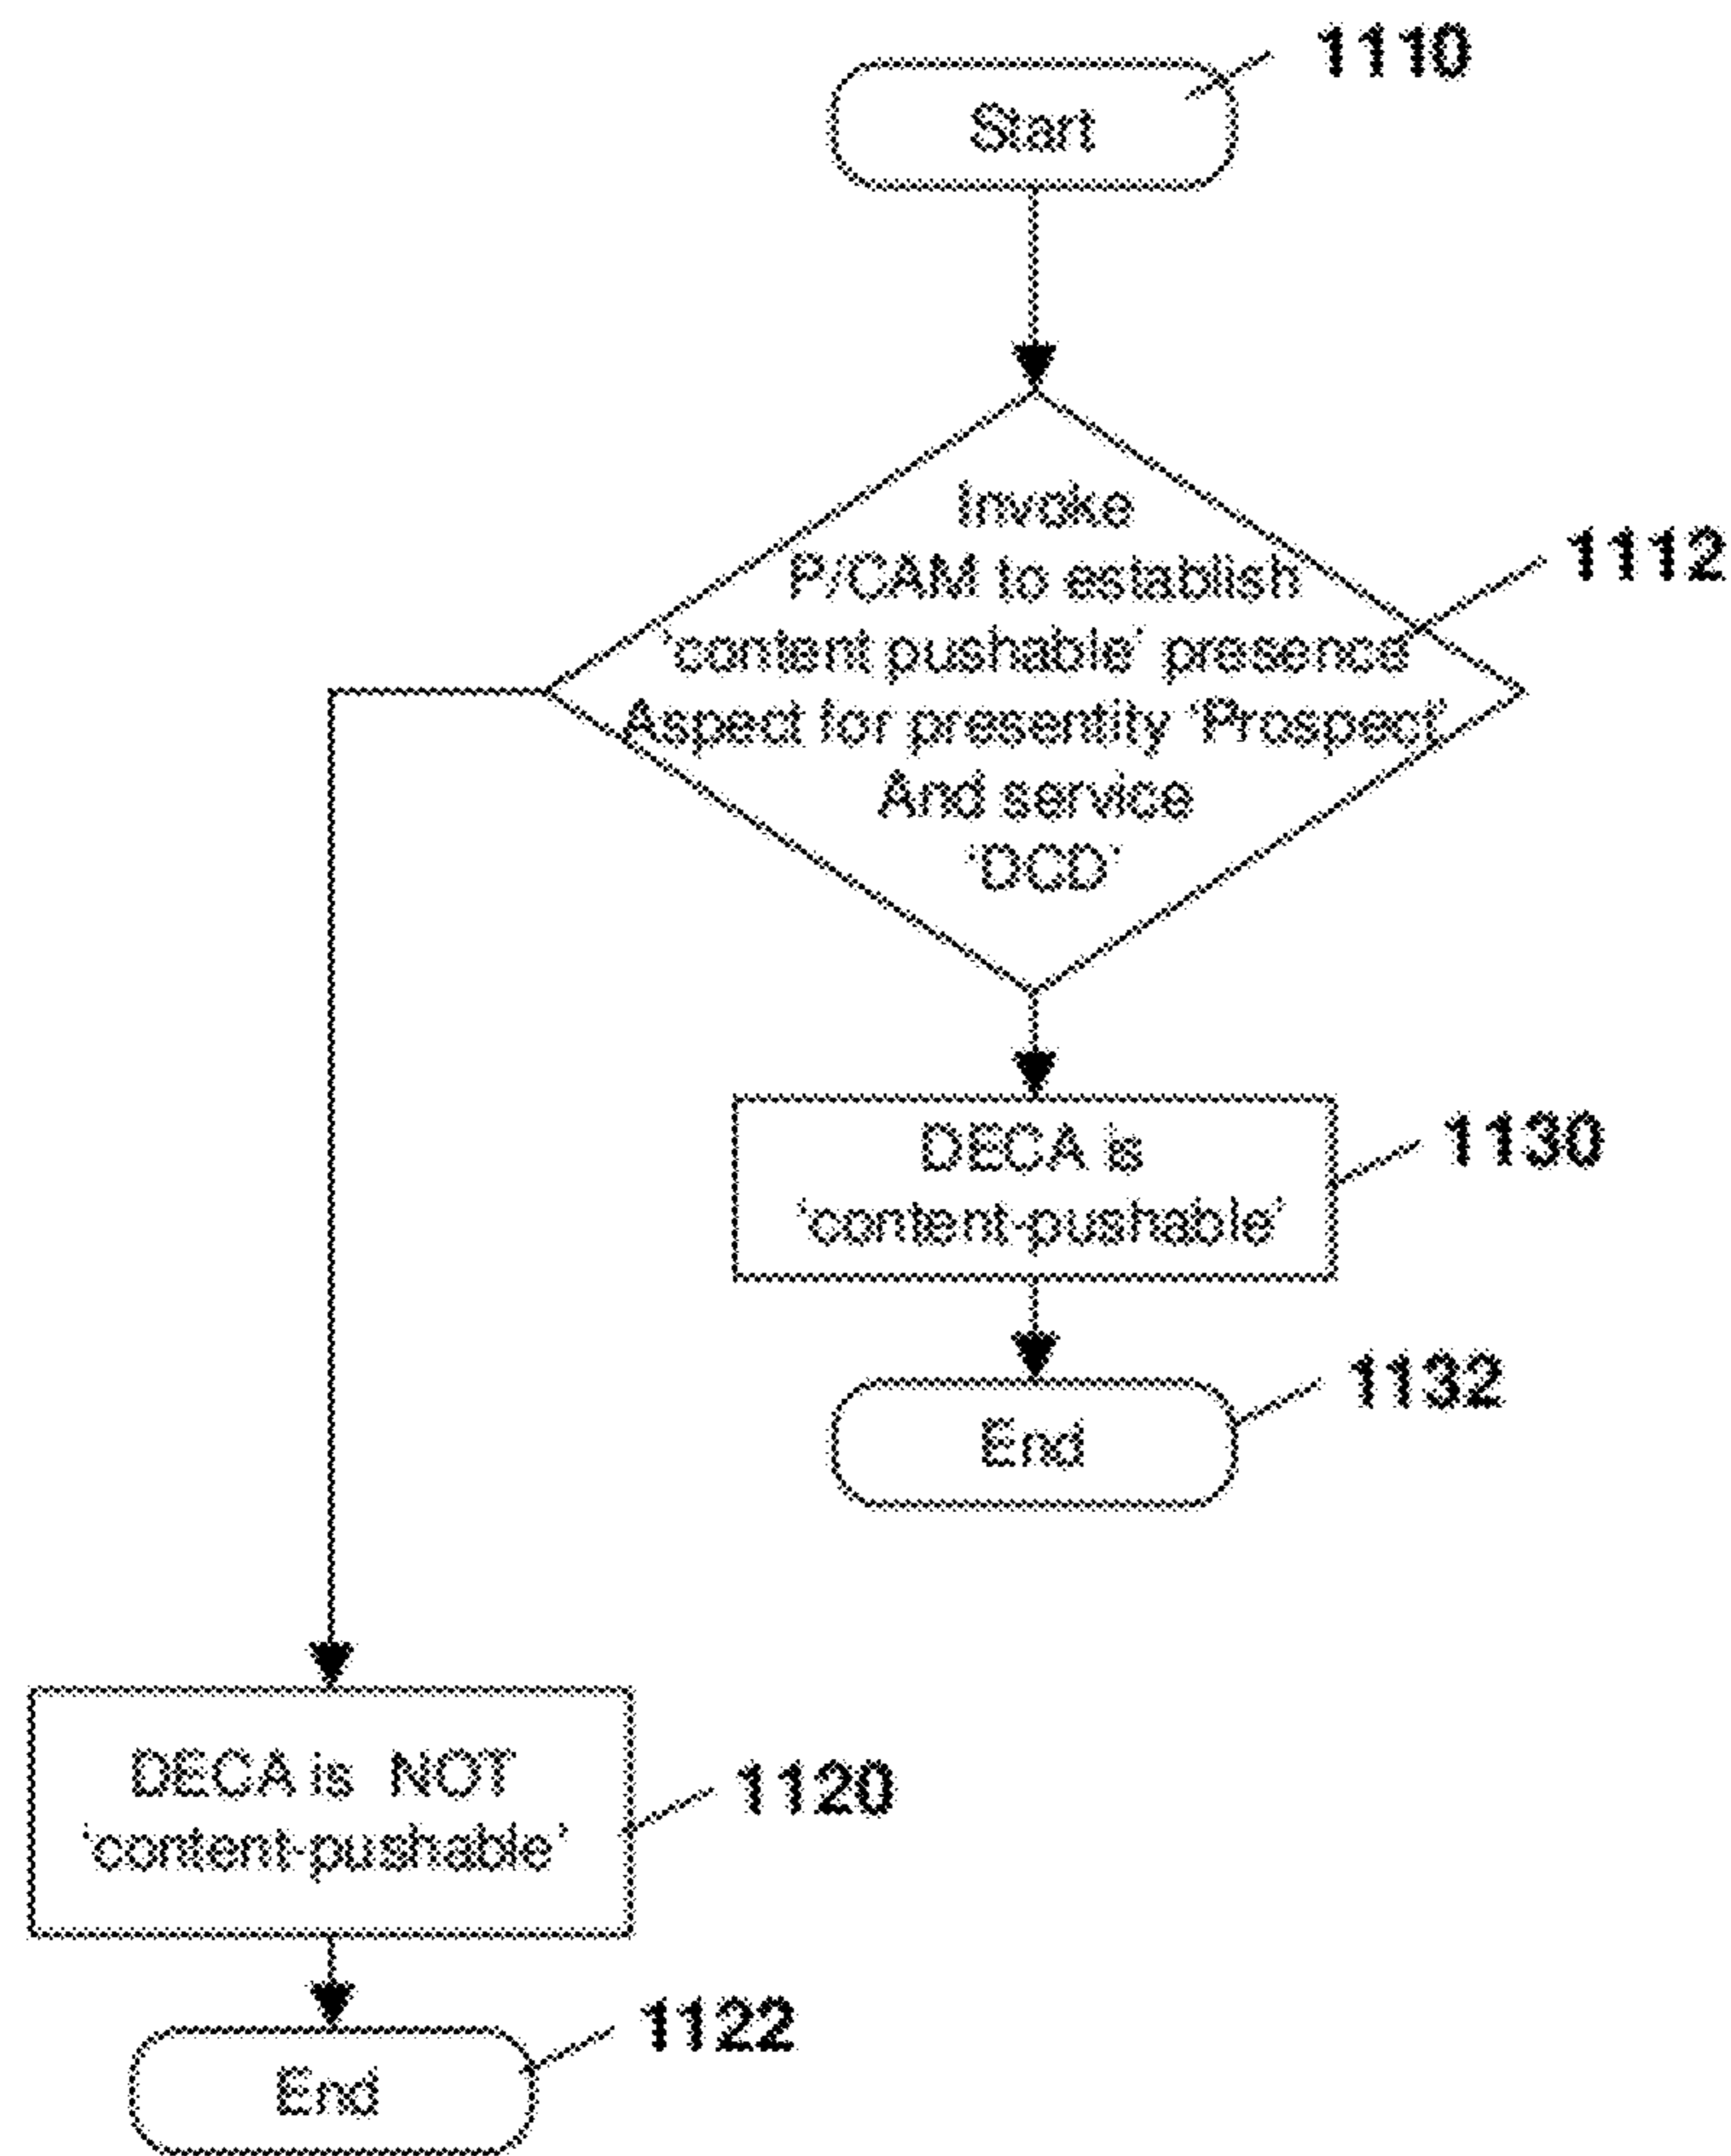 1110
Start
Invoke
P/CAM to establish
1112
'content pushable' presence
Aspect for presentity 'Prospect'
And service
'DCD'
DECA is
'content-pushable'
1130
1132
End
DECA is NOT
'content-pushable'
1120
1122
End